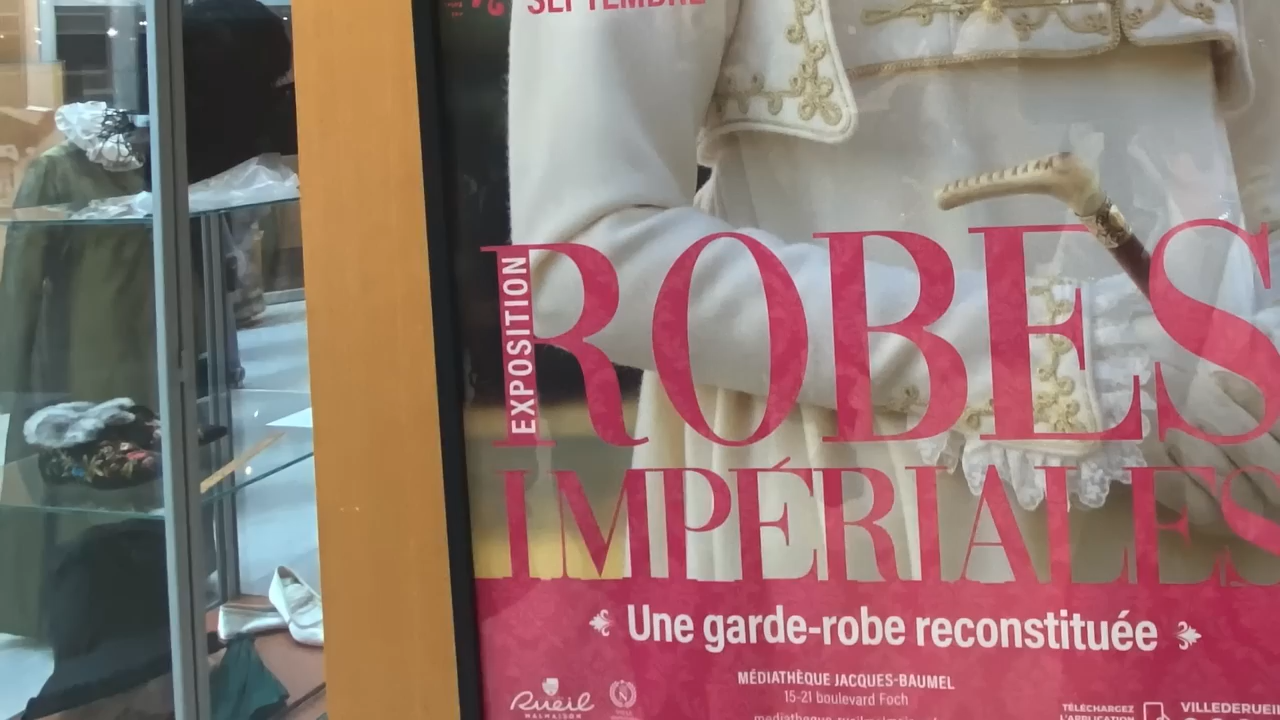 SEPTEMBRE
EXPOSITION
ROBES
IMPÉRIALES
Une garde-robe reconstituée
MÉDIATHÈQUE JACQUES-BAUMEL
15-21 boulevard Foch
Rueil
MALMAISON
TÉLÉCHARGEZ
L'APPLICATION
VILLEDERUEIL